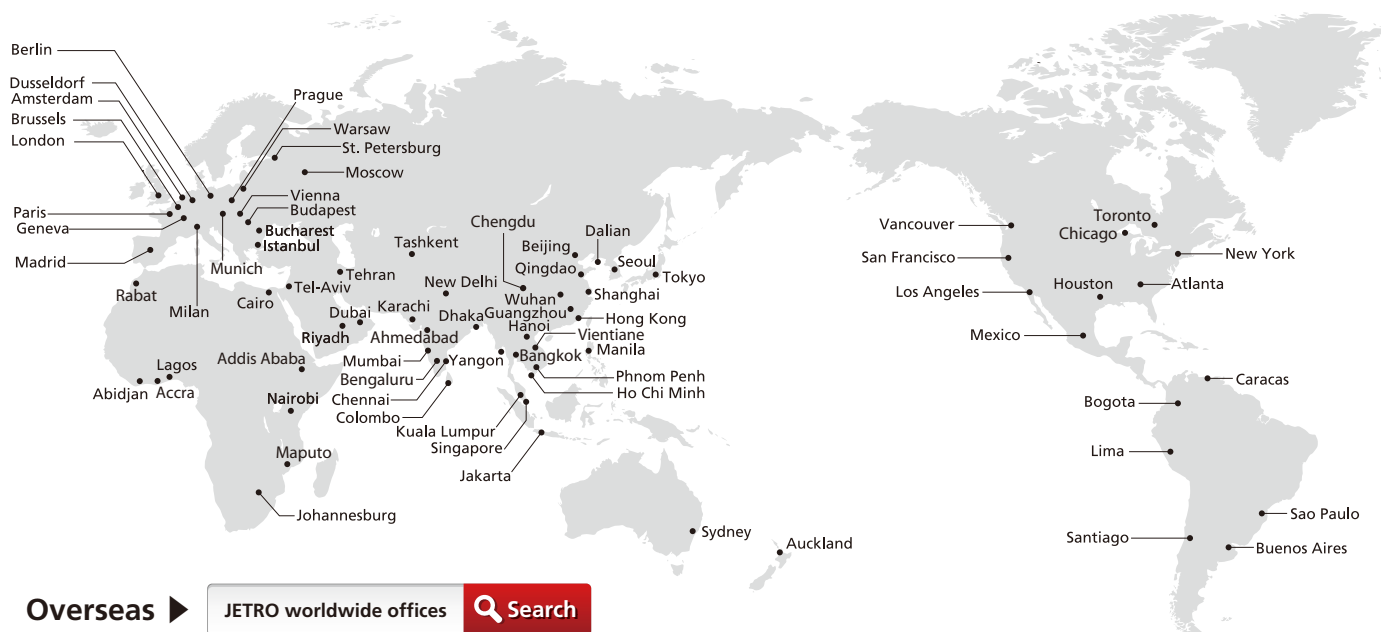 Berlin
Dusseldorf
Amsterdam
Brussels
London
Prague
Warsaw
St. Petersburg
Moscow
Vienna
Budapest
Bucharest
Istanbul
Paris
Geneva
Madrid
Munich
Milan
Rabat
Cairo
Tel-Aviv
Tehran
Tashkent
Chengdu
Beijing
Dalian
Qingdao
Seoul
Tokyo
New Delhi
Karachi
Dubai
Riyadh
Dhaka
Wuhan
Guangzhou
Shanghai
Hong Kong
Hanoi
Vientiane
Manila
Ahmedabad
Mumbai
Yangon
Bangkok
Bengaluru
Chennai
Colombo
Phnom Penh
Ho Chi Minh
Kuala Lumpur
Singapore
Jakarta
Addis Ababa
Lagos
Abidjan
Accra
Nairobi
Maputo
Johannesburg
Sydney
Auckland
Vancouver
Toronto
Chicago
San Francisco
New York
Los Angeles
Houston
Atlanta
Mexico
Caracas
Bogota
Lima
Sao Paulo
Santiago
Buenos Aires
Overseas
JETRO worldwide offices
Search